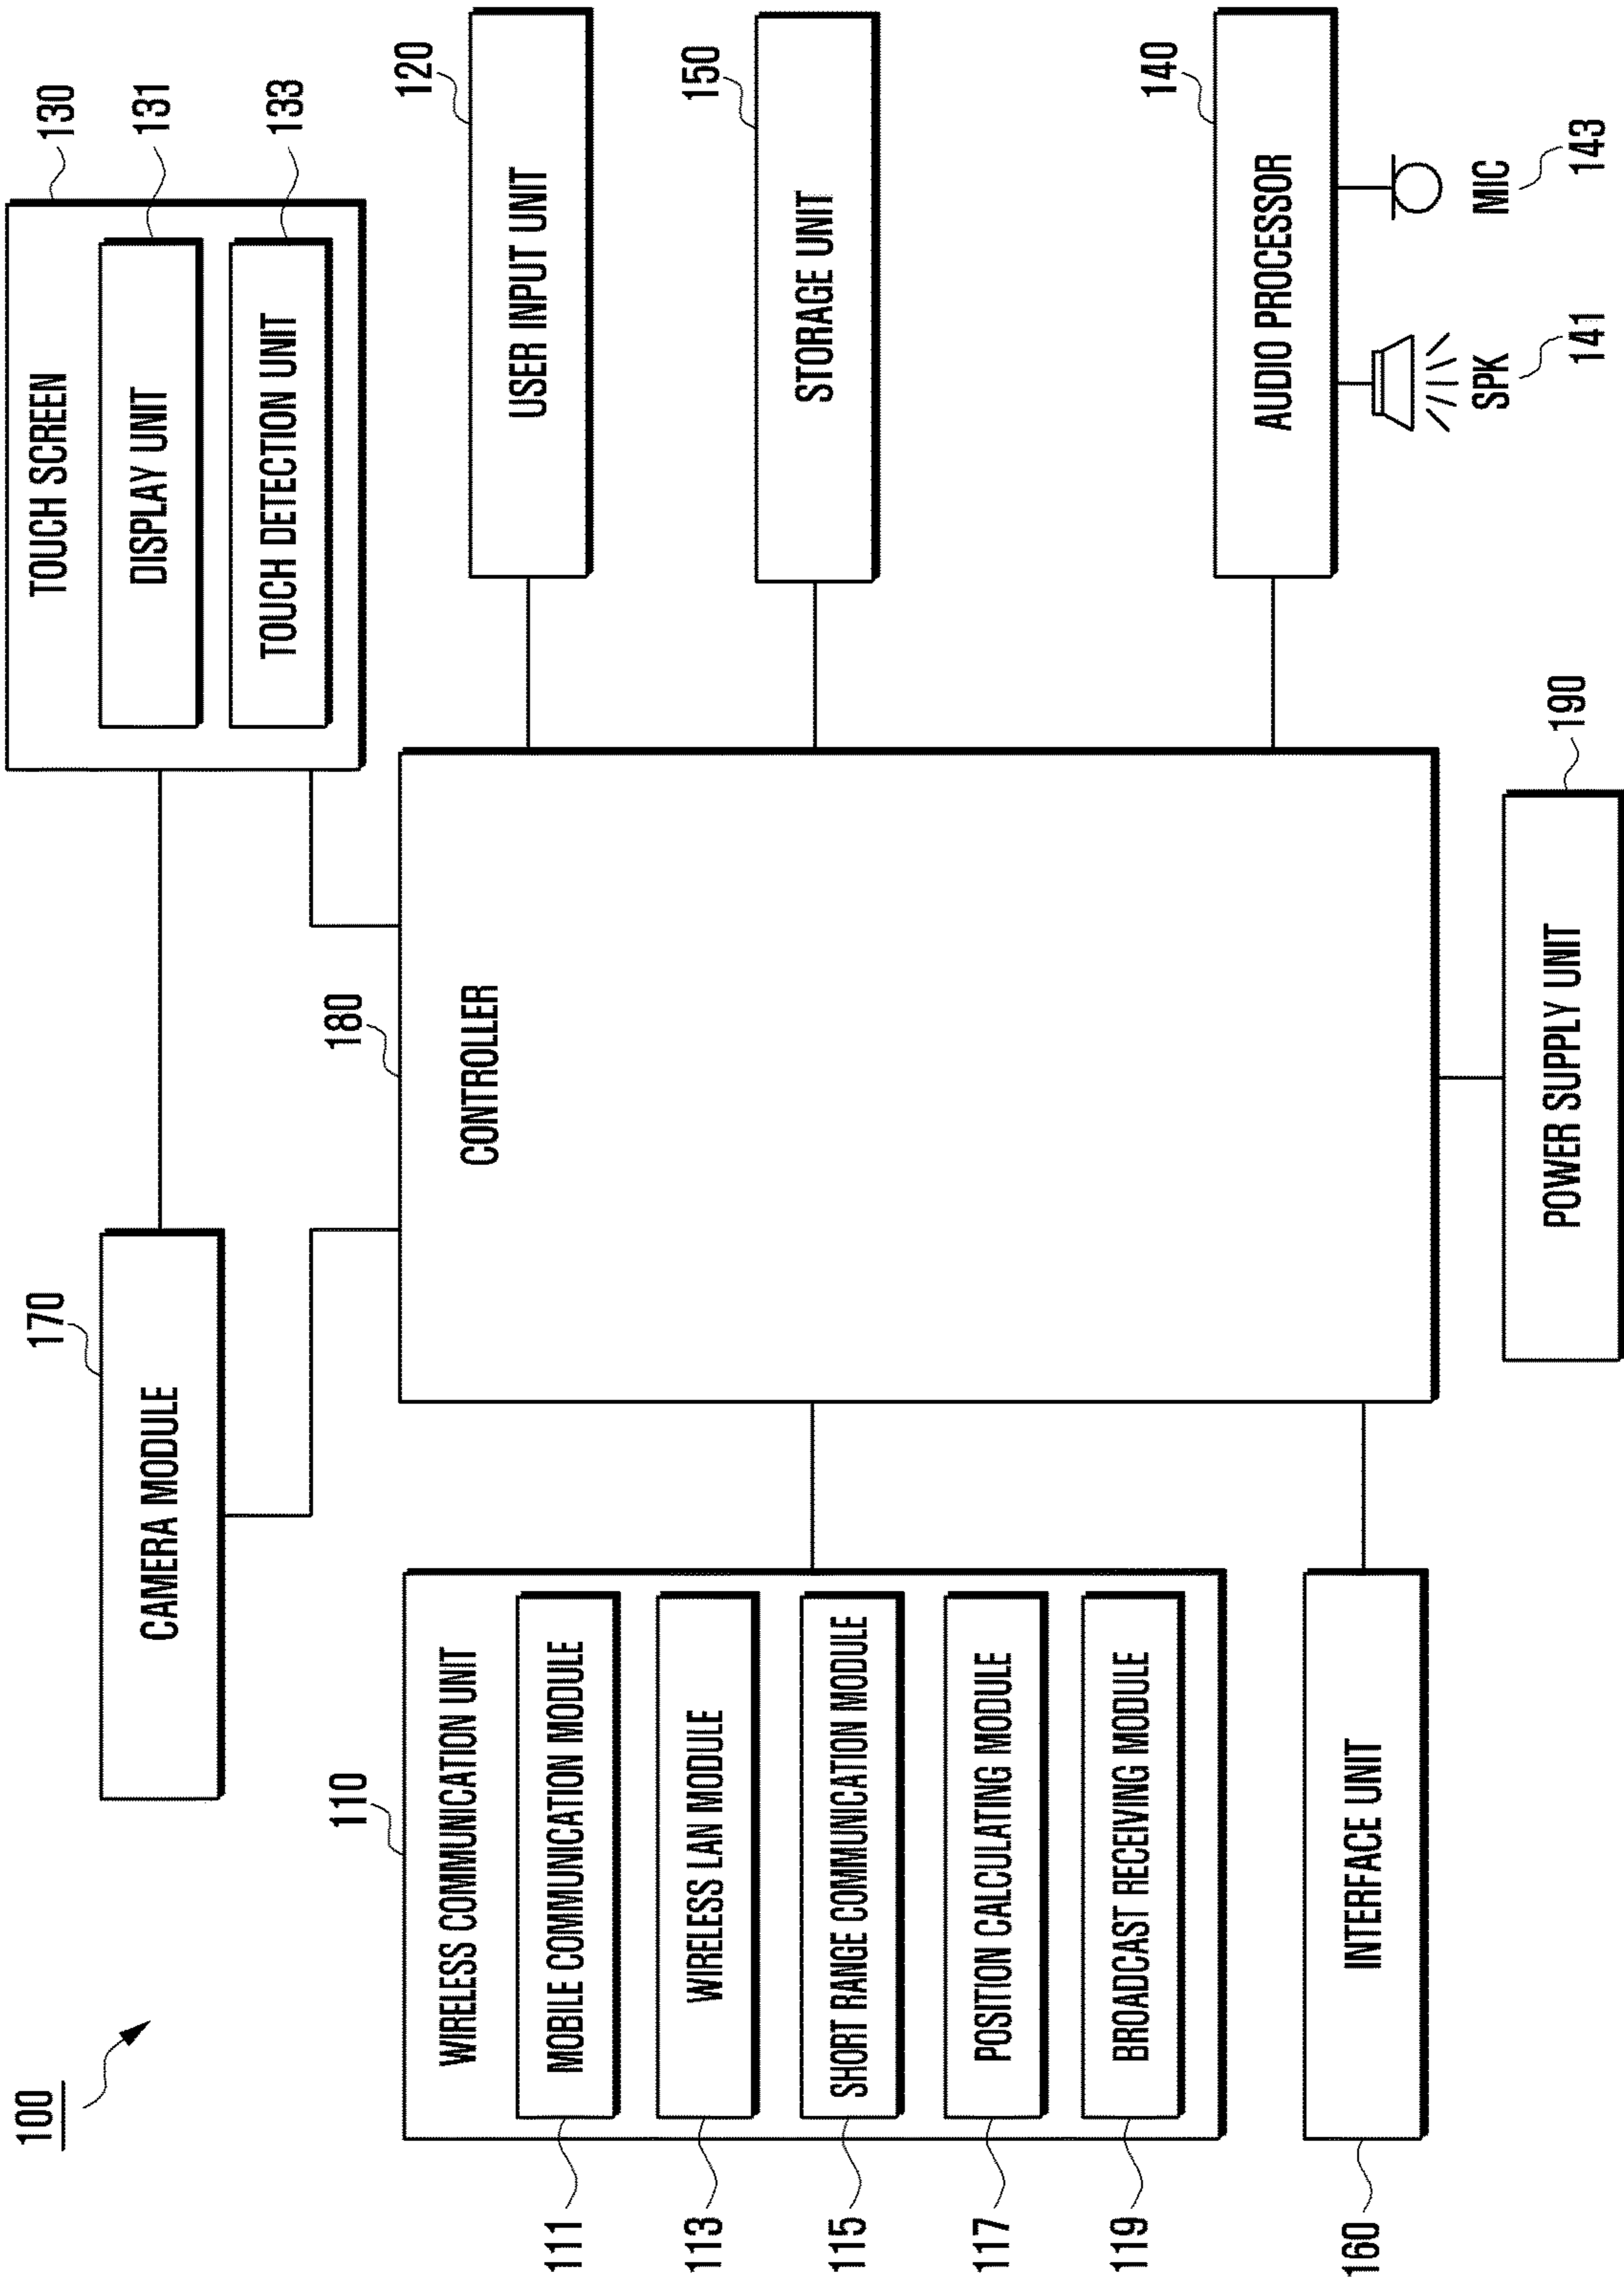 100
170
CAMERA MODULE
130
TOUCH SCREEN
DISPLAY UNIT
131
TOUCH DETECTION UNIT
133
110
WIRELESS COMMUNICATION UNIT
111
MOBILE COMMUNICATION MODULE
113
WIRELESS LAN MODULE
115
SHORT RANGE COMMUNICATION MODULE
117
POSITION CALCULATING MODULE
119
BROADCAST RECEIVING MODULE
160
INTERFACE UNIT
180
CONTROLLER
120
USER INPUT UNIT
150
STORAGE UNIT
140
AUDIO PROCESSOR
SPK
141
MIC
143
190
POWER SUPPLY UNIT